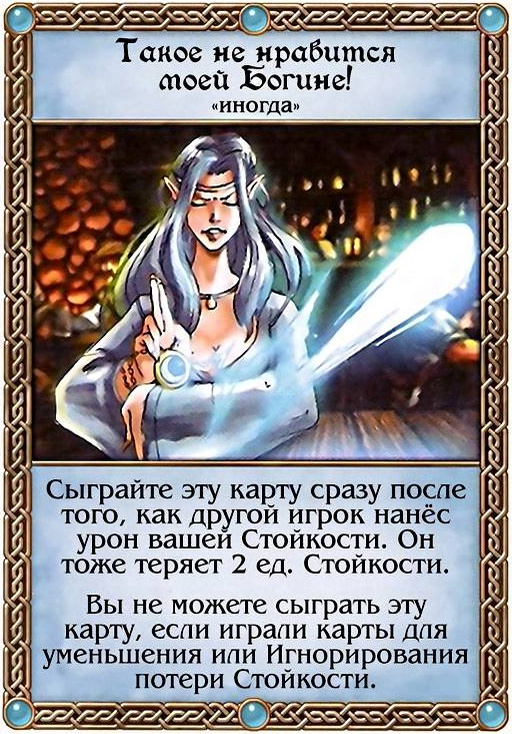 Такое не нравится
моей Богине!
«иногда»
Сыграйте эту карту сразу после
того, как другой игрок нанёс
урон вашей Стойкости. Он
тоже теряет 2 ед. Стойкости.
Вы не можете сыграть эту
карту, если играли карты для
уменьшения или Игнорирования
потери Стойкости.